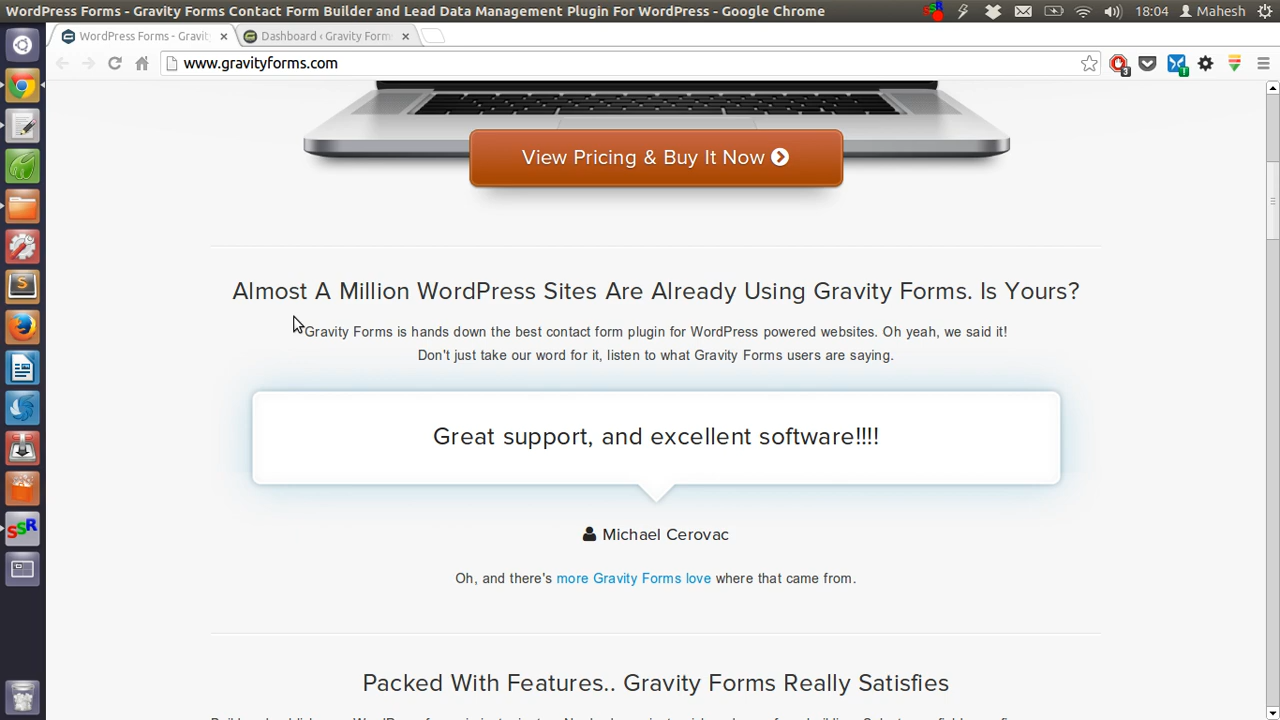 WordPress Forms - Gravity Forms Contact Form Builder and Lead Data Management Plugin For WordPress - Google Chrome
18:04 Mahesh
WordPress Forms - Gravity
Dashboard ‹ Gravity Form
www.gravityforms.com
3
View Pricing & Buy It Now
Almost A Million WordPress Sites Are Already Using Gravity Forms. Is Yours?
Gravity Forms is hands down the best contact form plugin for WordPress powered websites. Oh yeah, we said it!
Don't just take our word for it, listen to what Gravity Forms users are saying.
Great support, and excellent software!!!!
Michael Cerovac
Oh, and there's more Gravity Forms love where that came from.
SSR
Packed With Features.. Gravity Forms Really Satisfies